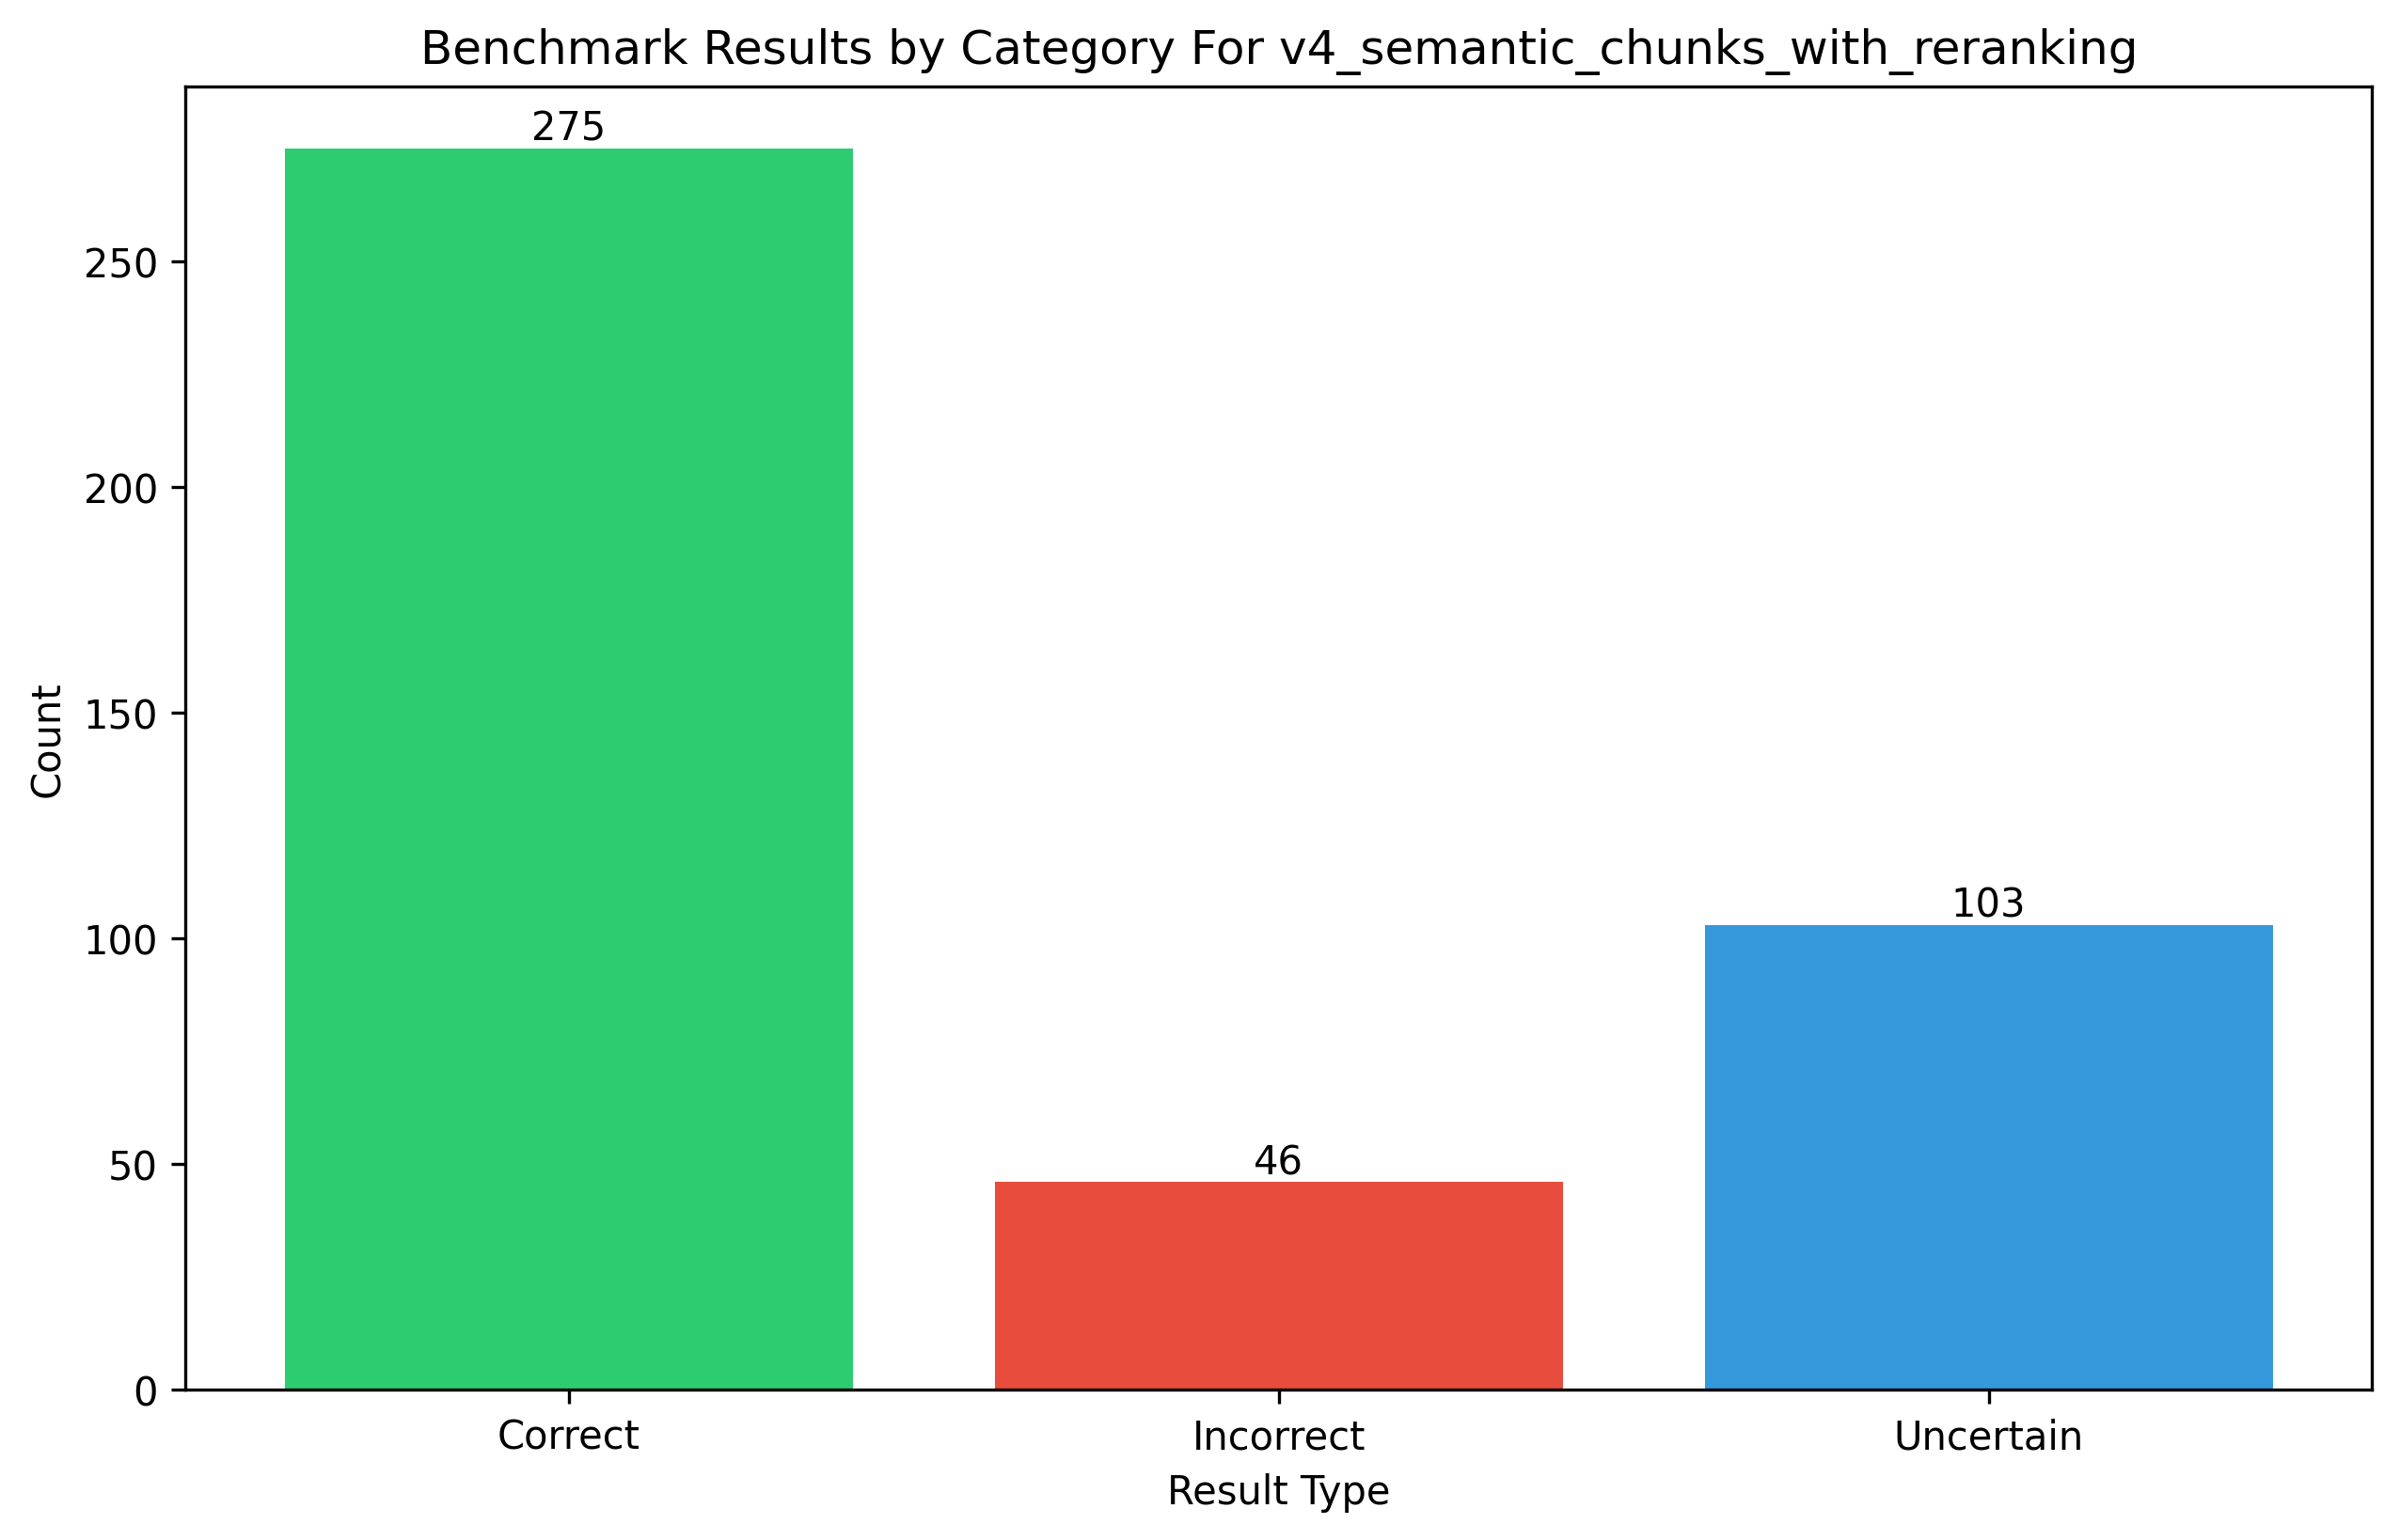 Benchmark Results by Category For v4_semantic_chunks_with_reranking
275
250
200
150
103
100
46
50
0
Count
Correct
Incorrect
Uncertain
Result Type